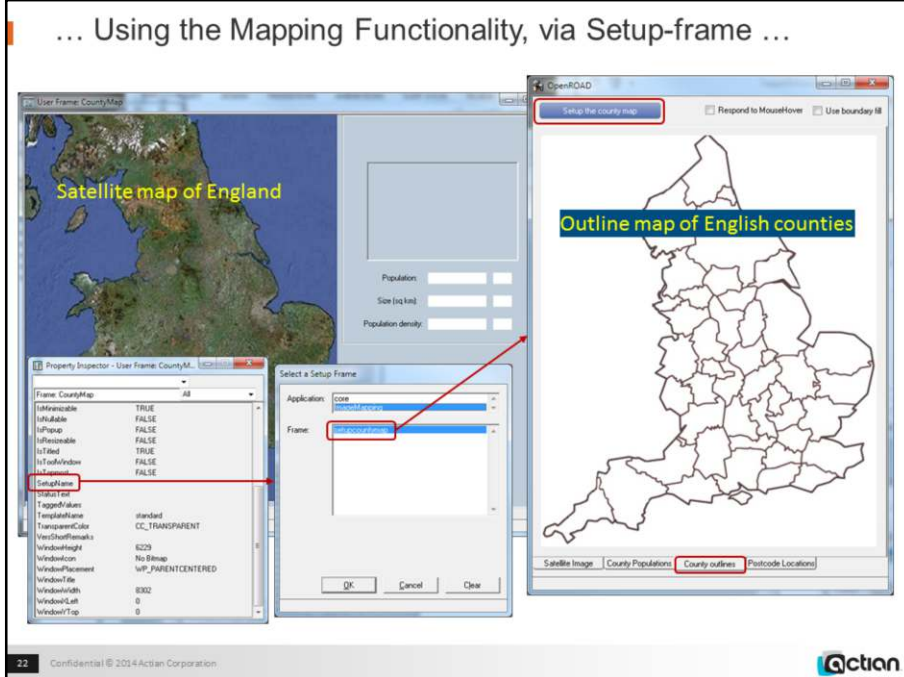 … Using the Mapping Functionality, via Setup-frame …
User Frame: CountyMap
Satellite map of England
Population:
Size (sq km):
Population density:
OpenROAD
Setup the county map
Respond to MouseHover
Use boundary fill
Outline map of English counties
Satellite Image
County Populations
County outlines
Postcode Locations
Property Inspector - User Frame: CountyM...
Frame: CountyMap
All
IsMinimizable TRUE
IsNullable FALSE
IsPopup FALSE
IsResizeable FALSE
IsTitled TRUE
IsToolWindow FALSE
IsTopmost FALSE
SetupName
StatusText
TaggedValues
TemplateName standard
TransparentColor CC_TRANSPARENT
VersShortRemarks
WindowHeight 6229
WindowIcon No Bitmap
WindowPlacement WP_PARENTCENTERED
WindowTitle
WindowWidth 8302
WindowXLeft 0
WindowYTop 0
Select a Setup Frame
Application:
core
ImageMapping
Frame:
setupcountymap
OK
Cancel
Clear
22
Confidential © 2014 Actian Corporation
actian